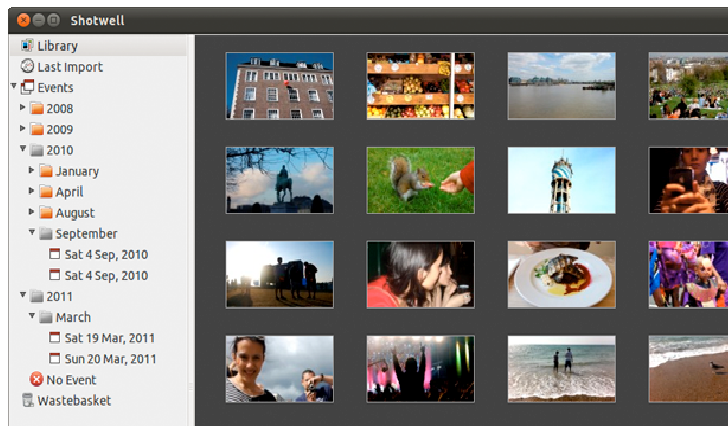 Shotwell
Library
Last Import
Events
2008
2009
2010
January
April
August
September
Sat 4 Sep, 2010
Sat 4 Sep, 2010
2011
March
Sat 19 Mar, 2011
Sun 20 Mar, 2011
No Event
Wastebasket